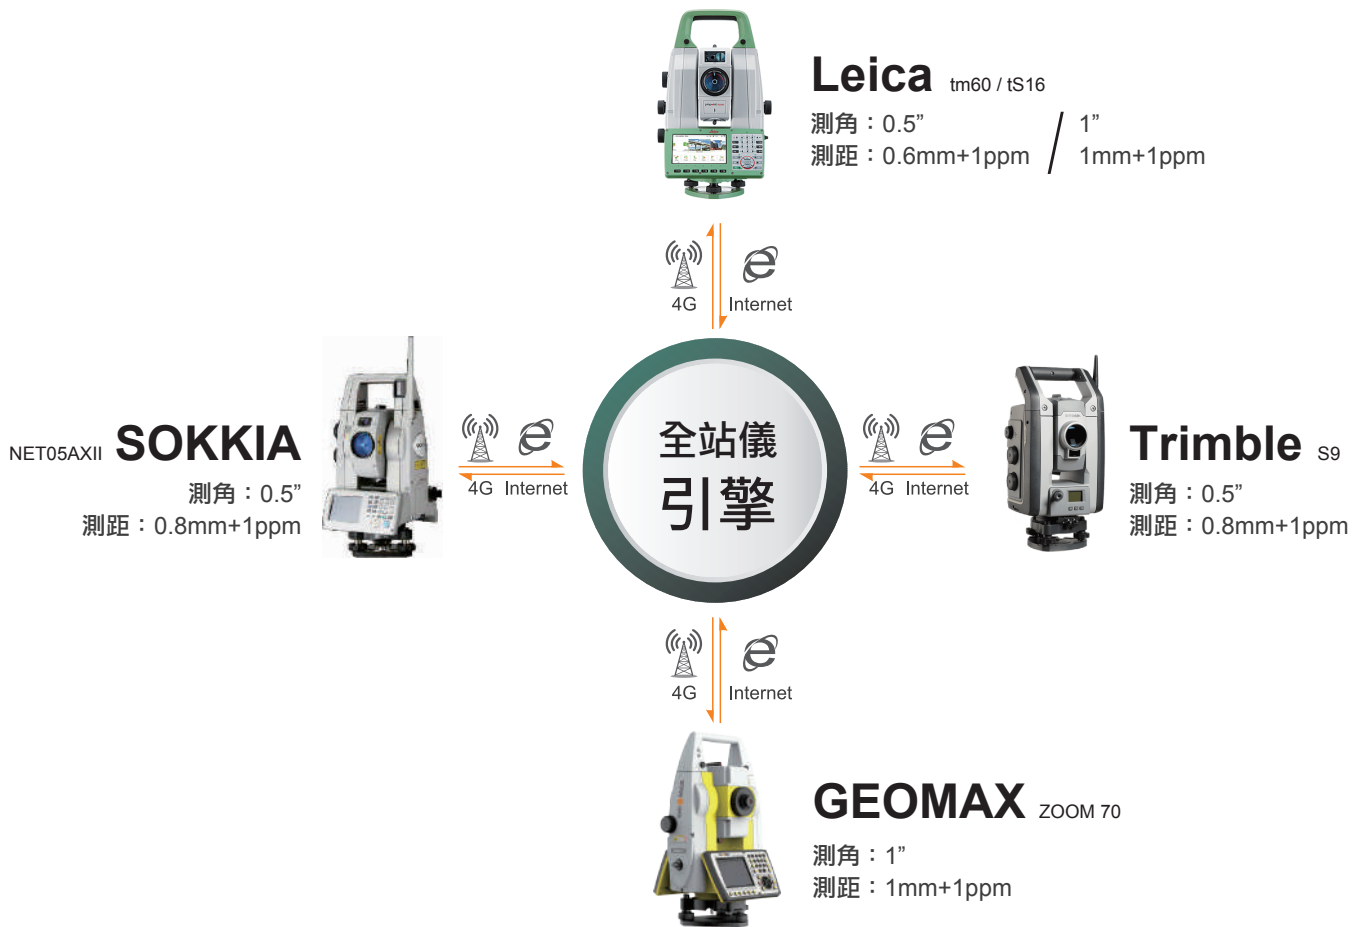 Leica tm60 / tS16
測角：0.5” / 1”
測距：0.6mm+1ppm / 1mm+1ppm
4G Internet
NET05AXII SOKKIA
測角：0.5”
測距：0.8mm+1ppm
4G Internet
全站儀
引擎
4G Internet
Trimble S9
測角：0.5”
測距：0.8mm+1ppm
4G Internet
GEOMAX ZOOM 70
測角：1”
測距：1mm+1ppm